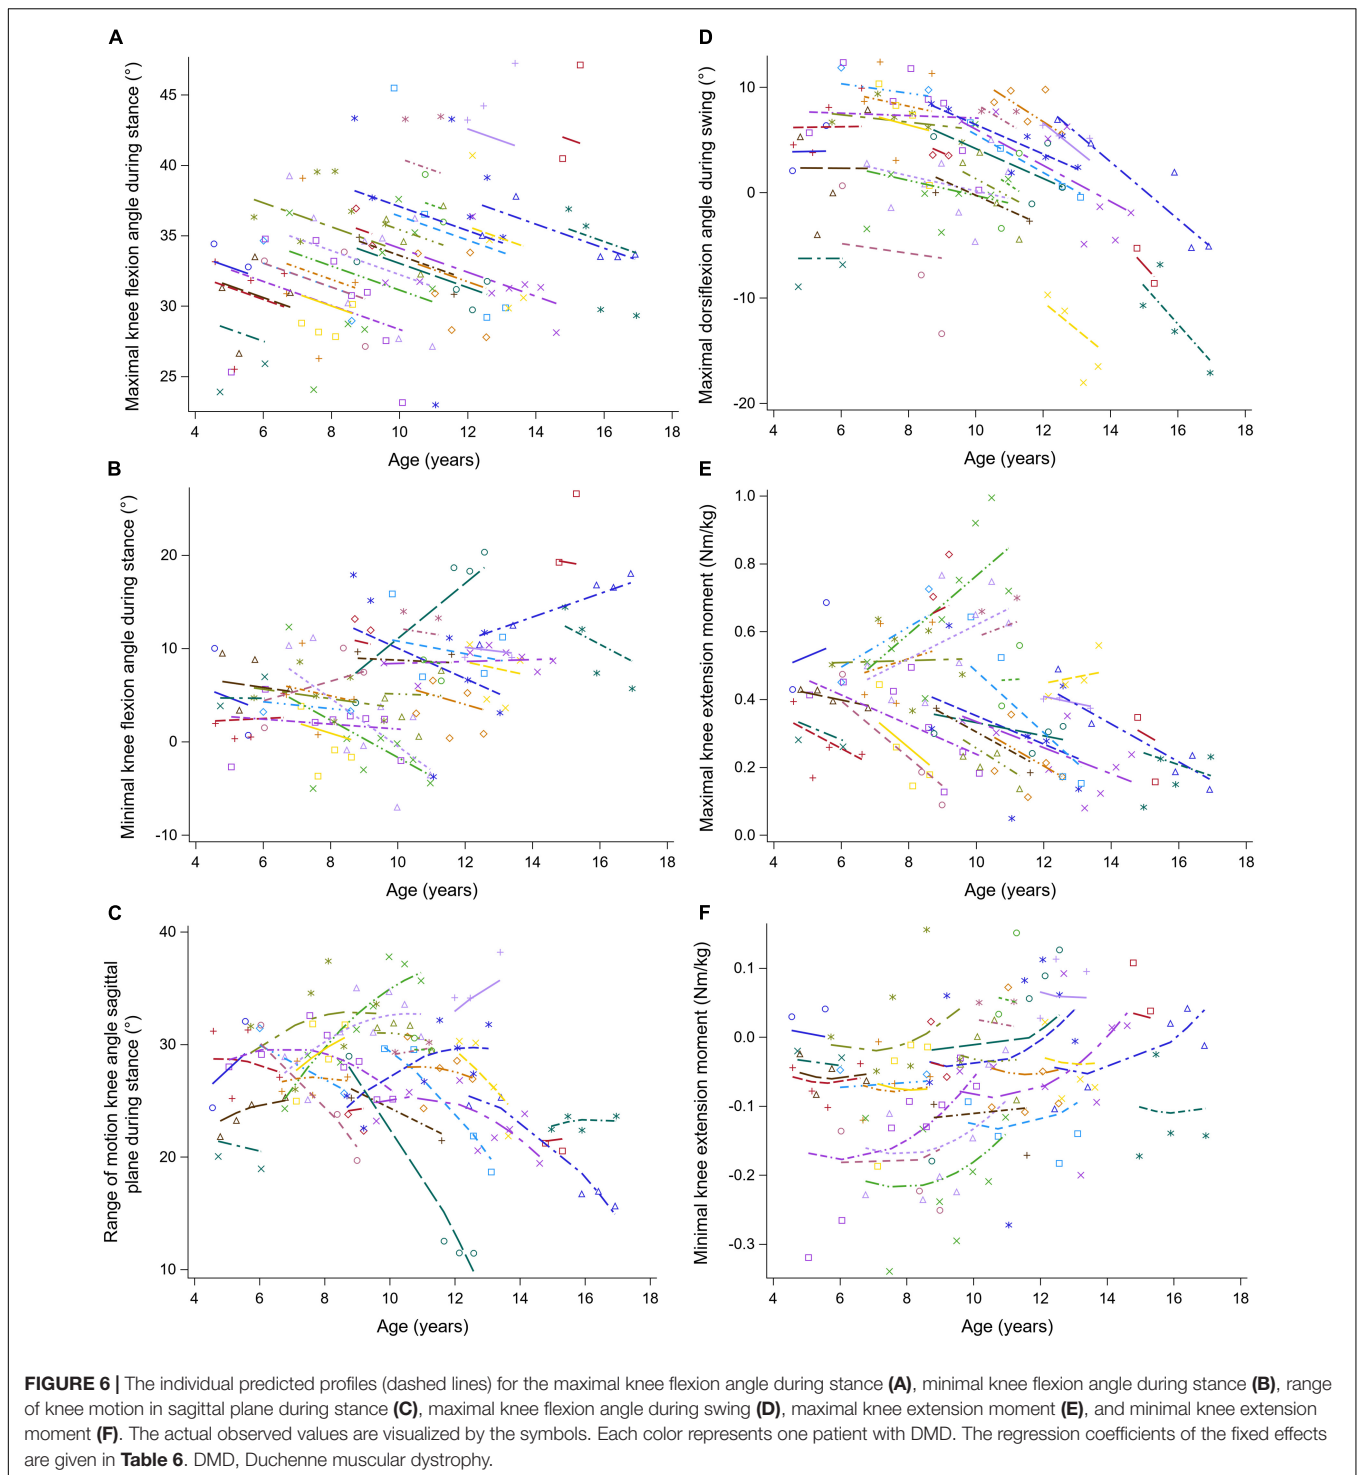 A
Maximal knee flexion angle during stance (°)
45
40
35
30
25
4 6 8 10 12 14 16 18
Age (years)
D
Maximal dorsiflexion angle during swing (°)
10
0
-10
-20
4 6 8 10 12 14 16 18
Age (years)
B
Minimal knee flexion angle during stance (°)
20
10
0
-10
4 6 8 10 12 14 16 18
Age (years)
E
Maximal knee extension moment (Nm/kg)
1.0
0.8
0.6
0.4
0.2
0.0
4 6 8 10 12 14 16 18
Age (years)
C
Range of motion knee angle sagittal
plane during stance (°)
40
30
20
10
4 6 8 10 12 14 16 18
Age (years)
F
Minimal knee extension moment (Nm/kg)
0.1
0.0
-0.1
-0.2
-0.3
4 6 8 10 12 14 16 18
Age (years)
FIGURE 6 | The individual predicted profiles (dashed lines) for the maximal knee flexion angle during stance (A), minimal knee flexion angle during stance (B), range
of knee motion in sagittal plane during stance (C), maximal knee flexion angle during swing (D), maximal knee extension moment (E), and minimal knee extension
moment (F). The actual observed values are visualized by the symbols. Each color represents one patient with DMD. The regression coefficients of the fixed effects
are given in Table 6. DMD, Duchenne muscular dystrophy.